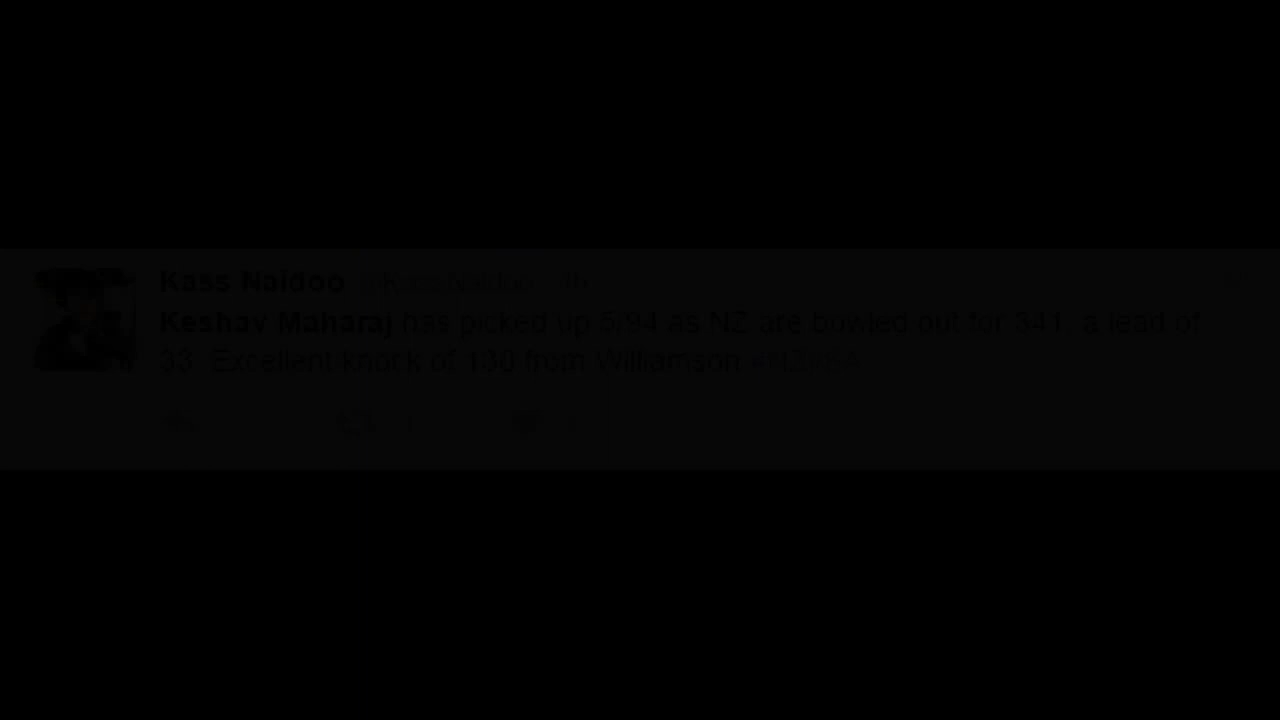 Kass Naidoo @KassNaidoo 1h
Keshav Maharaj has picked up 5/94 as NZ are bowled out for 341, a lead of
33. Excellent knock of 130 from Williamson #NZvSA